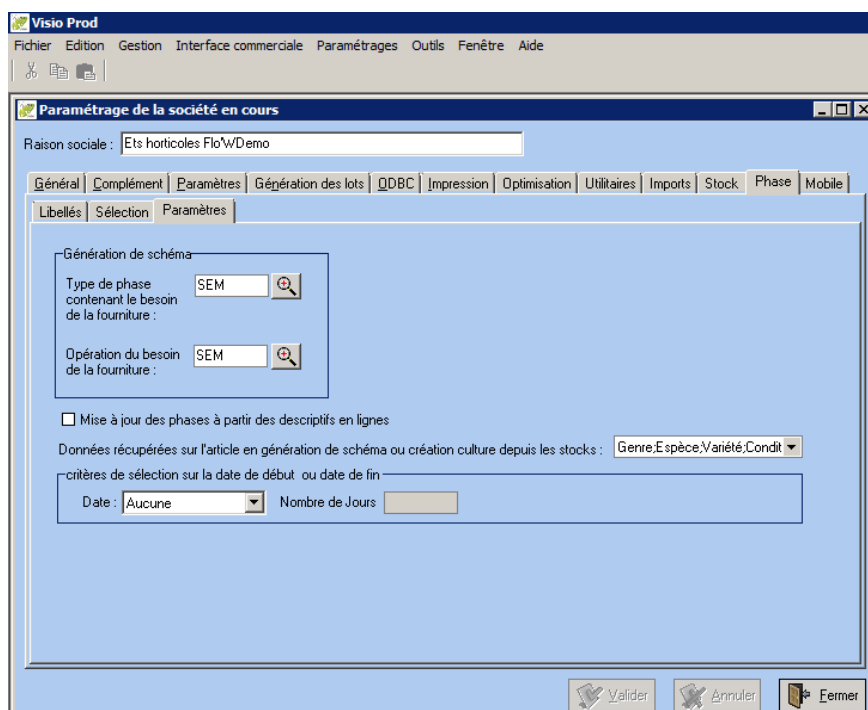 Visio Prod
Fichier Edition Gestion Interface commerciale Paramétrages Outils Fenêtre Aide
Paramétrage de la société en cours
Raison sociale : Ets horticoles Flo'WDemo
Général Complément Paramètres Génération des lots ODBC Impression Optimisation Utilitaires Imports Stock Phase Mobile
Libellés Sélection Paramètres
Génération de schéma
Type de phase SEM
contenant le besoin
de la fourniture :
Opération du besoin SEM
de la fourniture :
Mise à jour des phases à partir des descriptifs en lignes
Données récupérées sur l'article en génération de schéma ou création culture depuis les stocks : Genre;Espèce;Variété;Condit
critères de sélection sur la date de début ou date de fin
Date : Aucune Nombre de Jours
Valider Annuler Fermer